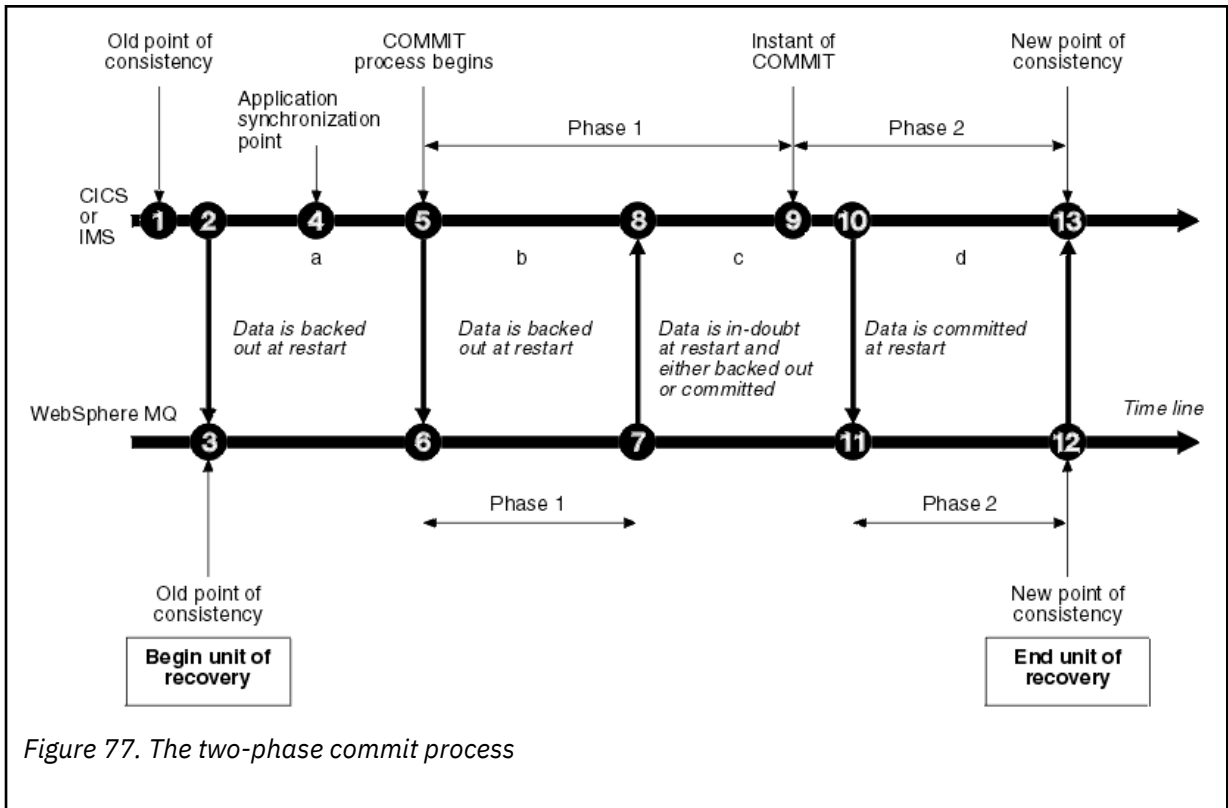 Old point of
consistency
COMMIT
process begins
Instant of
COMMIT
New point of
consistency
Application
synchronization
point
Phase 1
Phase 2
CICS
or
IMS
1
2
4
5
8
9
10
13
a
b
c
d
Data is backed
out at restart
Data is backed
out at restart
Data is in-doubt
at restart and
either backed out
or committed
Data is committed
at restart
WebSphere MQ
Time line
3
6
7
11
12
Phase 1
Phase 2
Old point of
consistency
New point of
consistency
Begin unit of
recovery
End unit of
recovery
Figure 77. The two-phase commit process